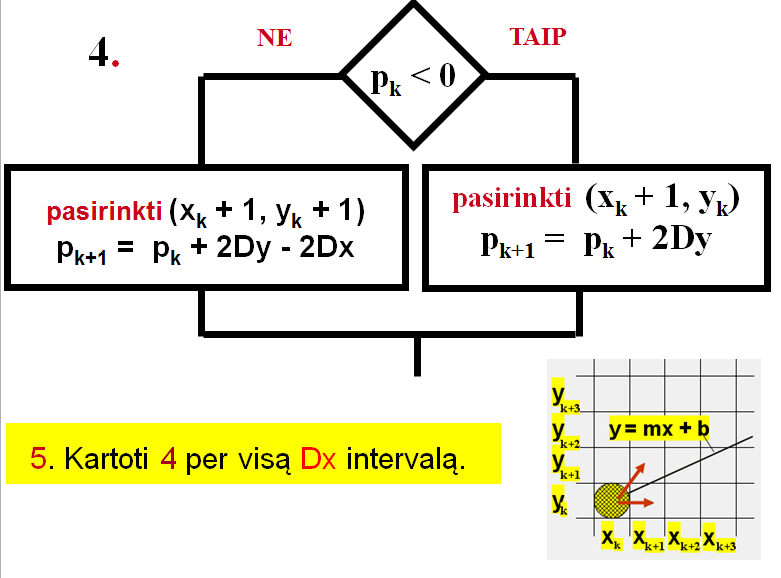 4.
NE
TAIP
pk < 0
pasirinkti (xk + 1, yk + 1)
pk+1 = pk + 2Dy - 2Dx
pasirinkti (xk + 1, yk)
pk+1 = pk + 2Dy
5. Kartoti 4 per visą Dx intervalą.
yk+3
yk+2
yk+1
yk
y = mx + b
xk xk+1 xk+2 xk+3